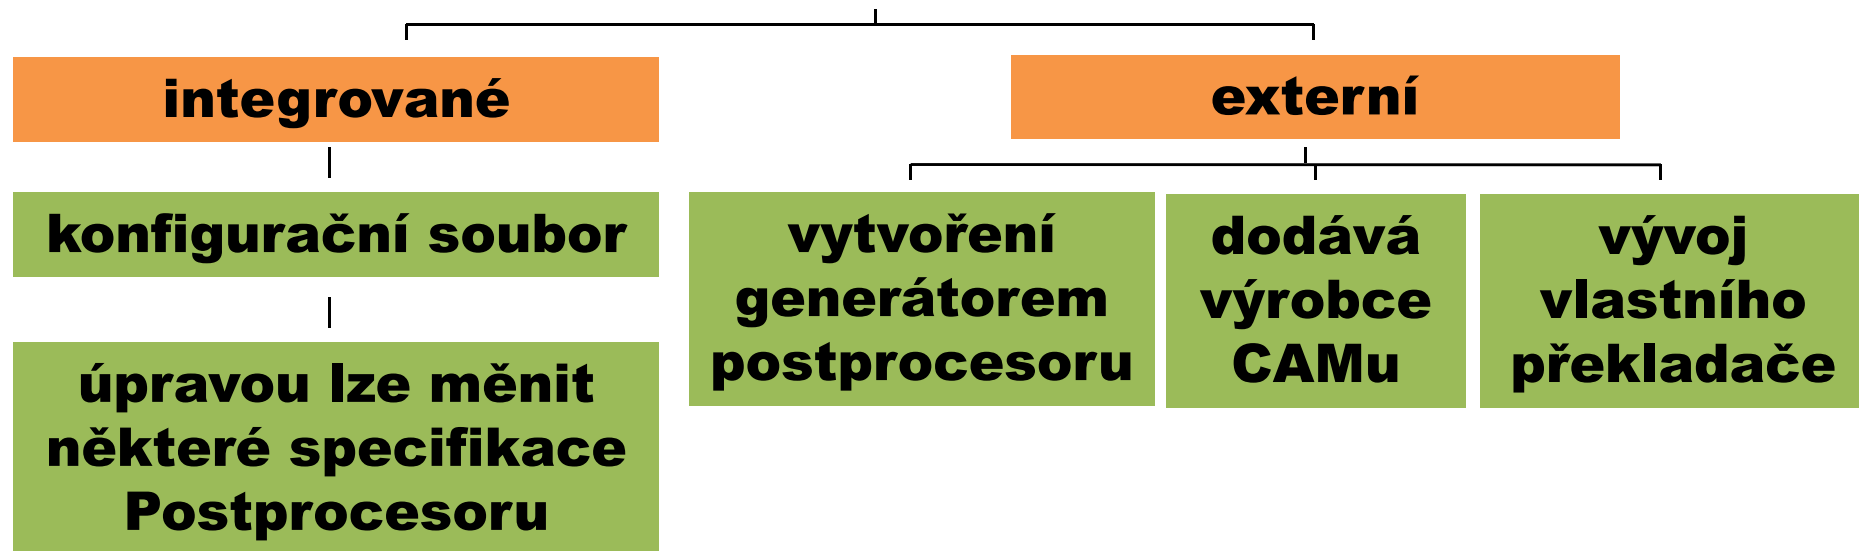 integrované
externí
konfigurační soubor
úpravou lze měnit
některé specifikace
Postprocesoru
vytvoření
generátorem
postprocesoru
dodává
výrobce
CAMu
vývoj
vlastního
překladače